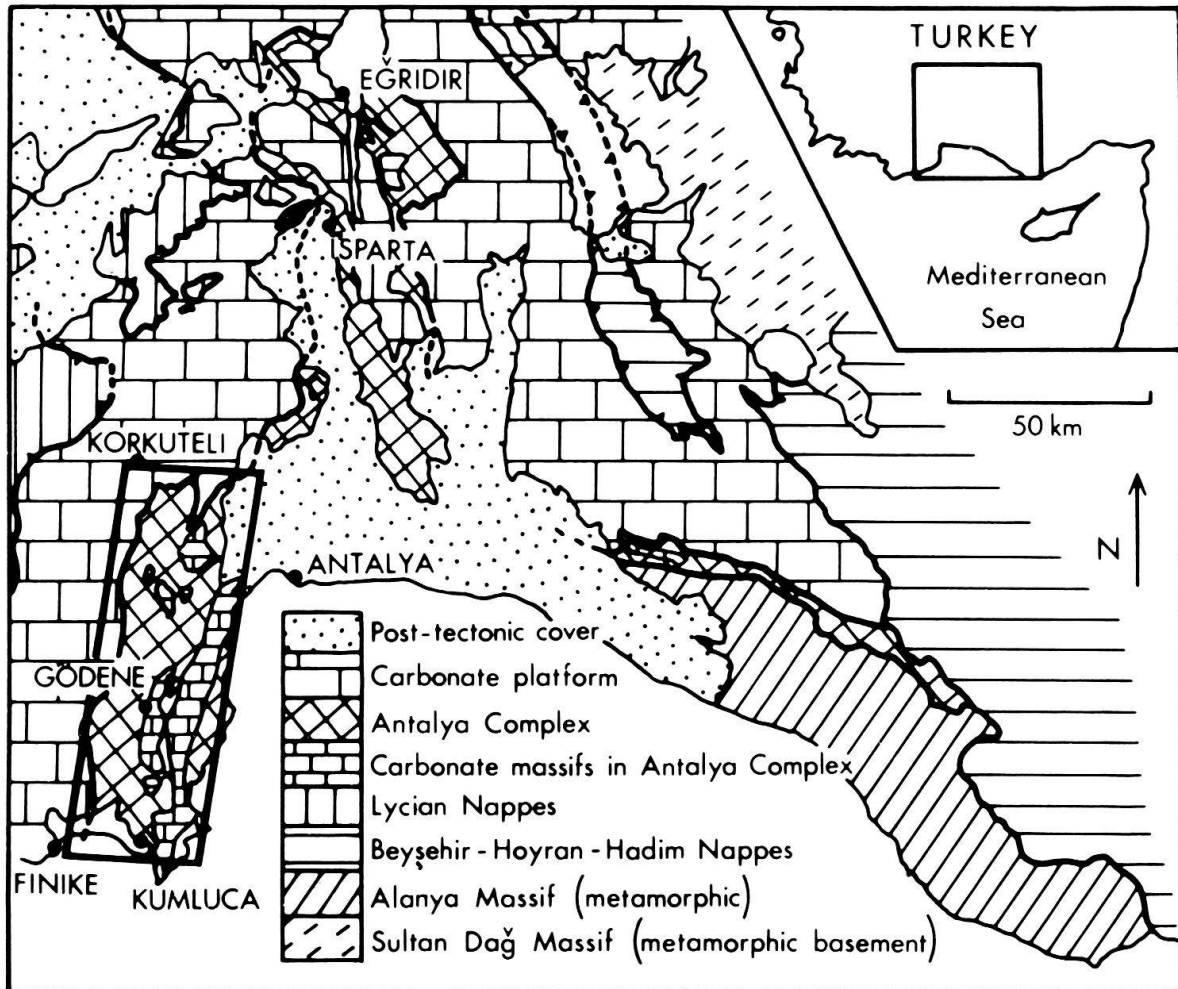 TURKEY
EĞRIDIR
ISPARTA
Mediterranean
Sea
50 km
KORKUTELI
N
ANTALYA
GÖDENE
FINIKE
KUMLUCA
Post-tectonic cover
Carbonate platform
Antalya Complex
Carbonate massifs in Antalya Complex
Lycian Nappes
Beyşehir-Hoyran-Hadim Nappes
Alanya Massif (metamorphic)
Sultan Dağ Massif (metamorphic basement)